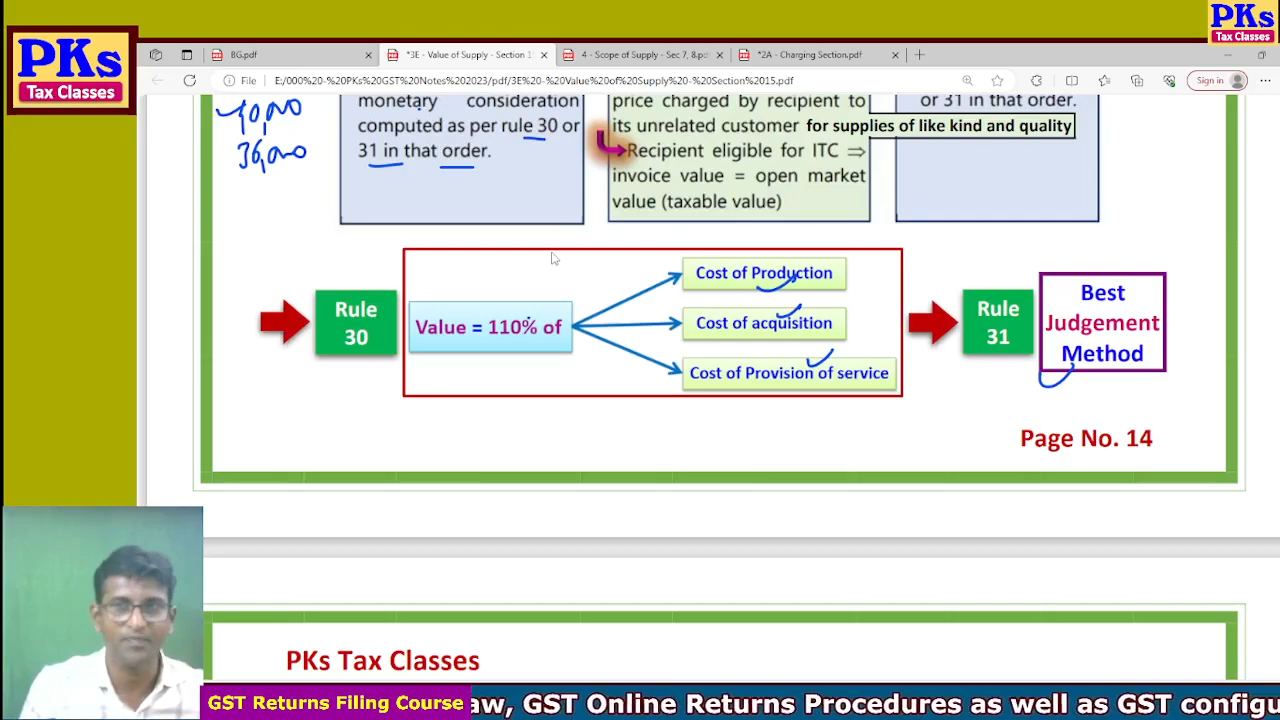 PKs
Tax Classes
PKs
Tax Classes
BG.pdf
*3E - Value of Supply - Section 1
4 - Scope of Supply - Sec 7, 8.pdf
*2A - Charging Section.pdf
File
E:/000%20-%20PKs%20GST%20Notes%202023/pdf/3E%20-%20Value%20of%20Supply%20-%20Section%2015.pdf
Sign in
40,000
36,000
monetary consideration
computed as per rule 30 or
31 in that order.
price charged by recipient to
its unrelated customer for supplies of like kind and quality
Recipient eligible for ITC ⇒
invoice value = open market
value (taxable value)
or 31 in that order.
Rule
30
Value = 110% of
Cost of Production
Cost of acquisition
Cost of Provision of service
Rule
31
Best
Judgement
Method
Page No. 14
PKs Tax Classes
GST Returns Filing Course
aw, GST Online Returns Procedures as well as GST configu